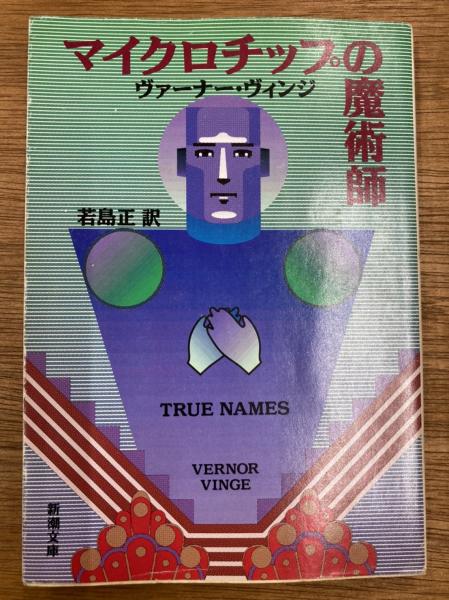 マイクロチップの魔術師
ヴァーナー・ヴィンジ
若島正 訳
TRUE NAMES
VERNOR
VINGE
新潮文庫